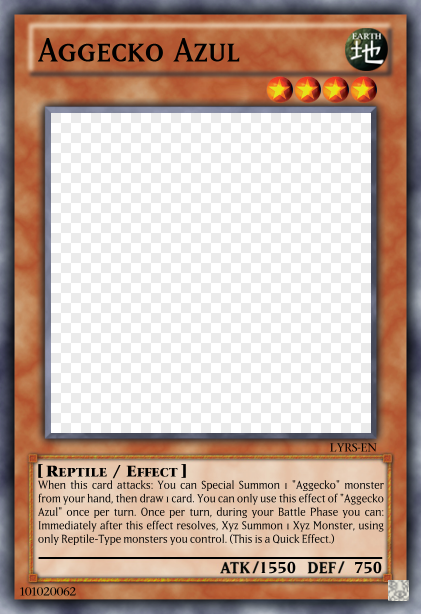 Aggecko Azul
EARTH
地
LYRS-EN
[ Reptile / Effect ]
When this card attacks: You can Special Summon 1 "Aggecko" monster
from your hand, then draw 1 card. You can only use this effect of "Aggecko
Azul" once per turn. Once per turn, during your Battle Phase you can:
Immediately after this effect resolves, Xyz Summon 1 Xyz Monster, using
only Reptile-Type monsters you control. (This is a Quick Effect.)
ATK/1550 DEF/ 750
101020062